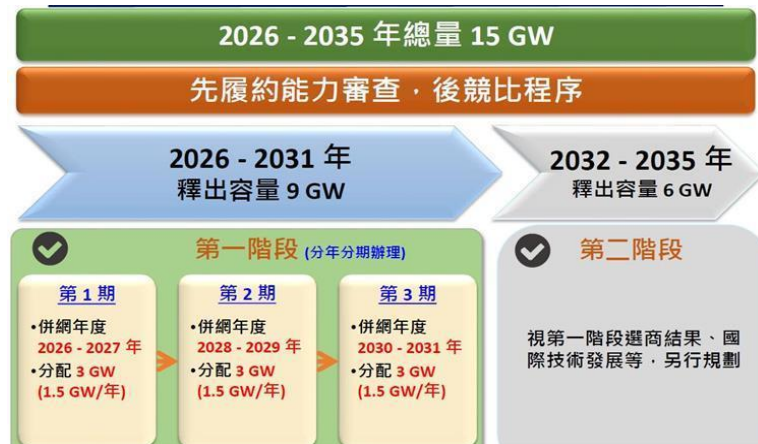 2026 - 2035 年總量 15 GW
先履約能力審查，後競比程序
2026 - 2031 年
釋出容量 9 GW
2032 - 2035 年
釋出容量 6 GW
第一階段 (分年分期辦理)
第 1 期
•併網年度
2026 - 2027 年
•分配 3 GW
(1.5 GW/年)
第 2 期
•併網年度
2028 - 2029 年
•分配 3 GW
(1.5 GW/年)
第 3 期
•併網年度
2030 - 2031 年
•分配 3 GW
(1.5 GW/年)
第二階段
視第一階段選商結果、國
際技術發展等，另行規劃